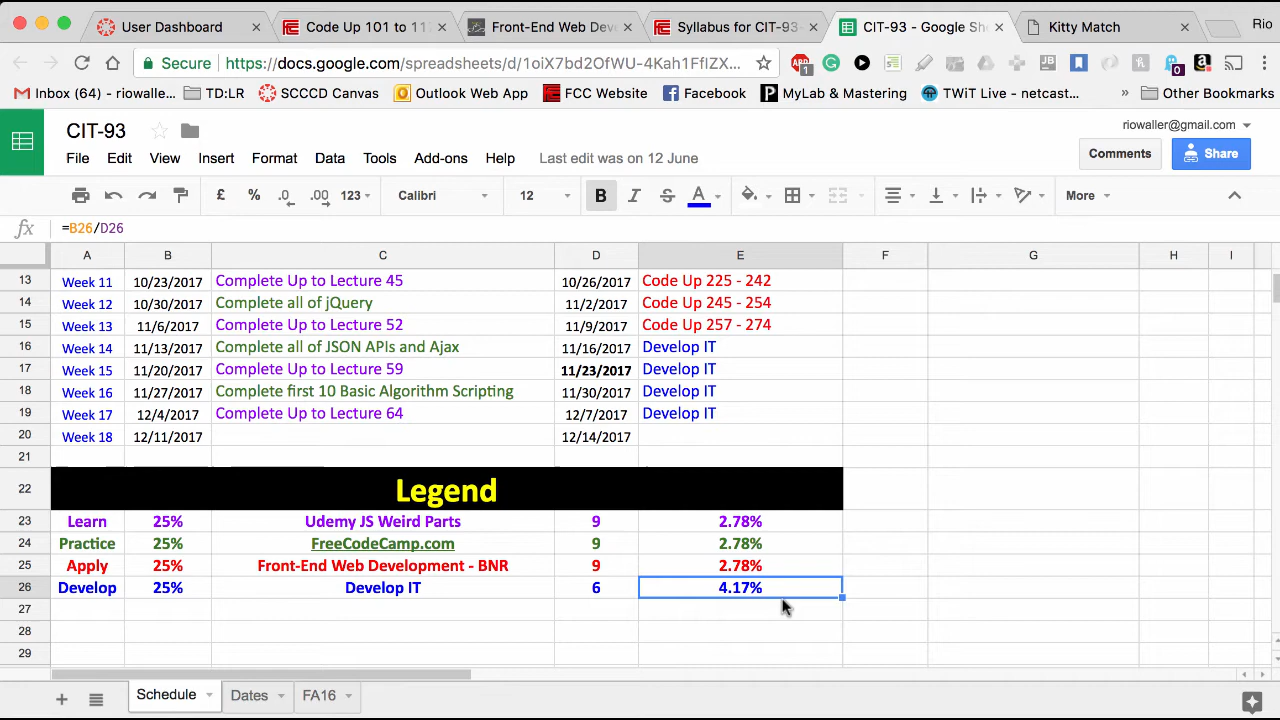 User Dashboard × Code Up 101 to 11 × Front-End Web Dev × Syllabus for CIT-93 × CIT-93 - Google She × Kitty Match × Rio
Secure https://docs.google.com/spreadsheets/d/1oiX7bd2OfWU-4Kah1FfIZX... ABP 1 JB 0
Inbox (64) - riowalle... TD:LR SCCCD Canvas Outlook Web App FCC Website Facebook MyLab & Mastering TWiT Live - netcast... » Other Bookmarks
CIT-93
riowaller@gmail.com
File Edit View Insert Format Data Tools Add-ons Help Last edit was on 12 June
Comments Share
£ % .0 .00 123 Calibri 12 B I S A More
fx =B26/D26
A B C D E F G H I
13 Week 11 10/23/2017 Complete Up to Lecture 45 10/26/2017 Code Up 225 - 242
14 Week 12 10/30/2017 Complete all of jQuery 11/2/2017 Code Up 245 - 254
15 Week 13 11/6/2017 Complete Up to Lecture 52 11/9/2017 Code Up 257 - 274
16 Week 14 11/13/2017 Complete all of JSON APIs and Ajax 11/16/2017 Develop IT
17 Week 15 11/20/2017 Complete Up to Lecture 59 11/23/2017 Develop IT
18 Week 16 11/27/2017 Complete first 10 Basic Algorithm Scripting 11/30/2017 Develop IT
19 Week 17 12/4/2017 Complete Up to Lecture 64 12/7/2017 Develop IT
20 Week 18 12/11/2017 12/14/2017
21
22 Legend
23 Learn 25% Udemy JS Weird Parts 9 2.78%
24 Practice 25% FreeCodeCamp.com 9 2.78%
25 Apply 25% Front-End Web Development - BNR 9 2.78%
26 Develop 25% Develop IT 6 4.17%
27
28
29
+ Schedule Dates FA16